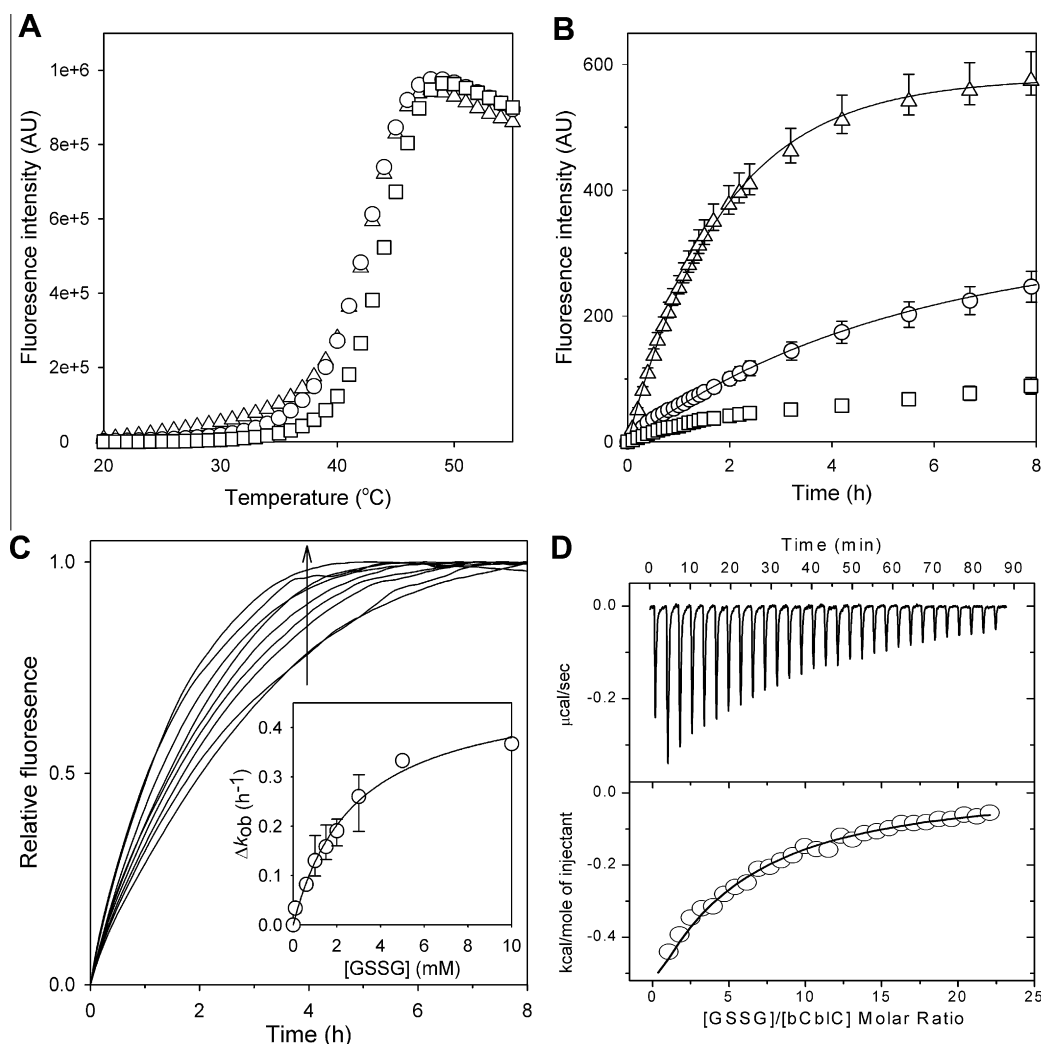 A
Fluoresence intensity (AU)
1e+6
8e+5
6e+5
4e+5
2e+5
0
20
30
40
50
Temperature (°C)
B
Fluoresence intensity (AU)
600
400
200
0
0
2
4
6
8
Time (h)
C
Relative fluoresence
1.0
0.5
0.0
0
2
4
6
8
Time (h)
Δkob (h⁻¹)
0.4
0.3
0.2
0.1
0.0
0
2
4
6
8
10
[GSSG] (mM)
D
Time (min)
0 10 20 30 40 50 60 70 80 90
0.0
-0.2
µcal/sec
0.0
-0.2
-0.4
kcal/mole of injectant
0
5
10
15
20
25
[GSSG]/[bCblC] Molar Ratio